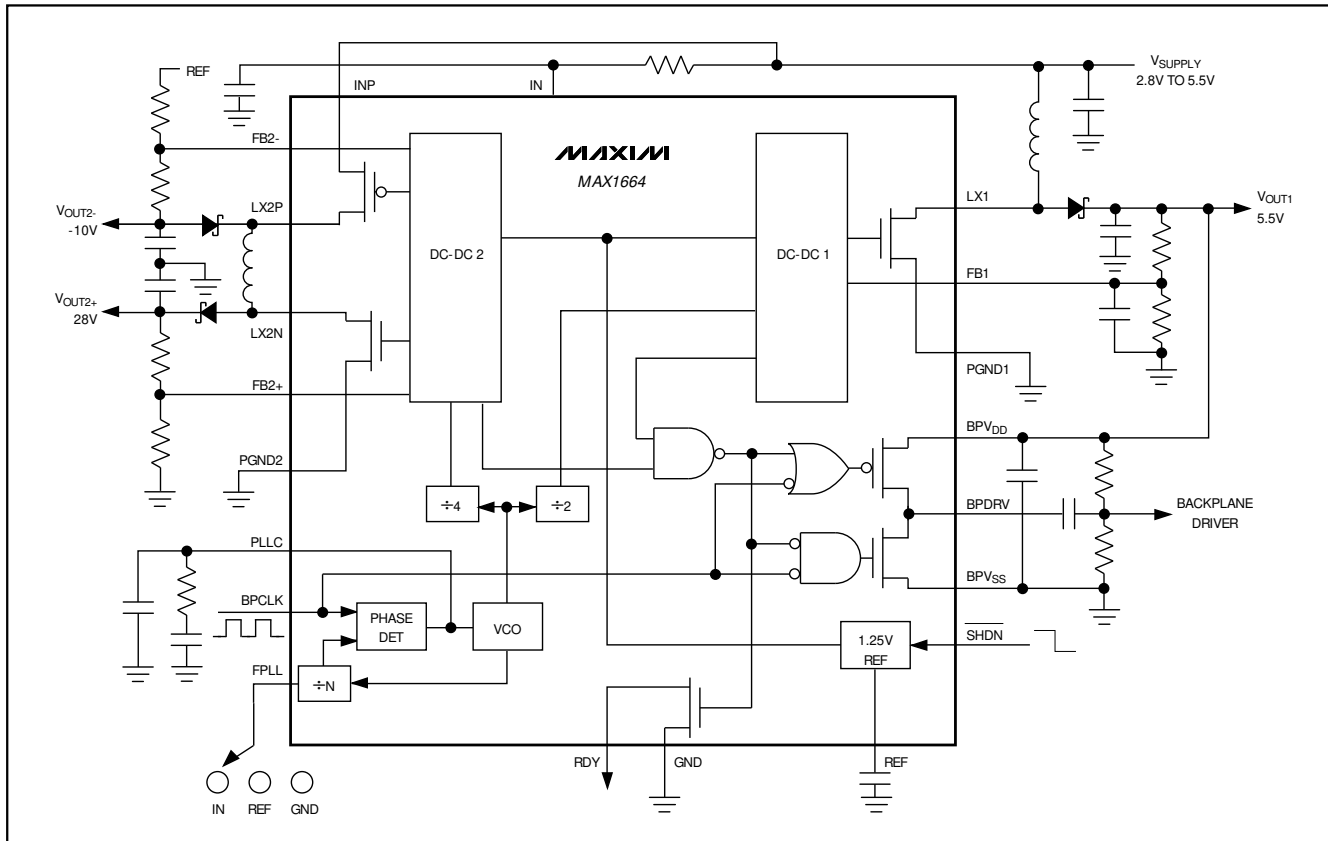 REF
INP
IN
VSUPPLY
2.8V TO 5.5V
FB2-
MAXIM
MAX1664
LX2P
LX1
VOUT2-
-10V
VOUT1
5.5V
DC-DC 2
DC-DC 1
FB1
VOUT2+
28V
LX2N
PGND1
FB2+
BPVDD
PGND2
÷4
÷2
BPDRV
BACKPLANE
DRIVER
PLLC
BPVSS
BPCLK
PHASE
DET
VCO
1.25V
REF
SHDN
FPLL
÷N
RDY
GND
REF
IN
REF
GND